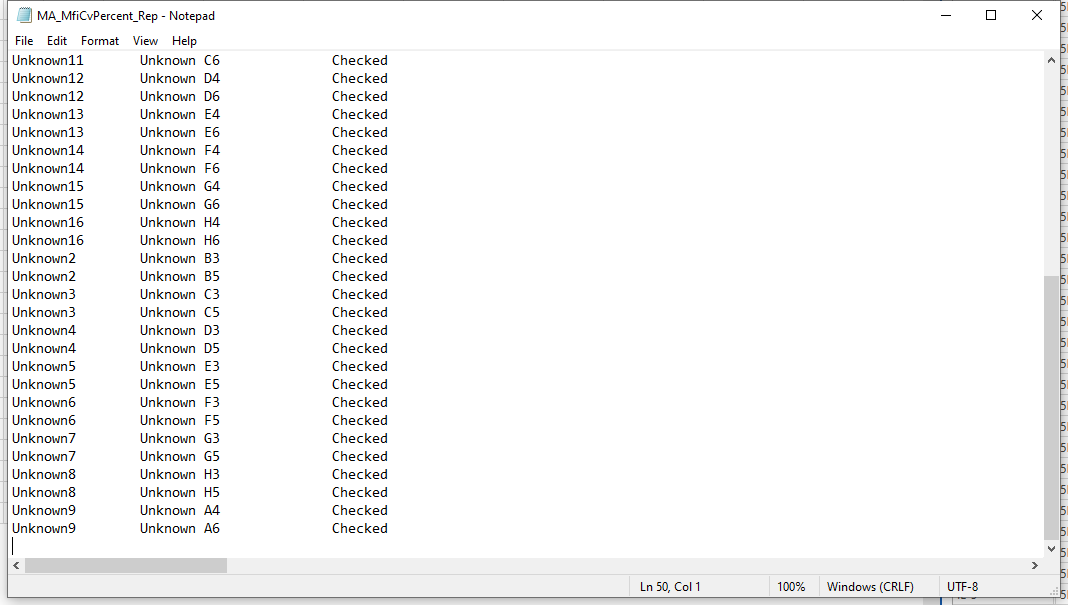 MA_MfiCvPercent_Rep - Notepad
File Edit Format View Help
Unknown11 Unknown C6 Checked
Unknown12 Unknown D4 Checked
Unknown12 Unknown D6 Checked
Unknown13 Unknown E4 Checked
Unknown13 Unknown E6 Checked
Unknown14 Unknown F4 Checked
Unknown14 Unknown F6 Checked
Unknown15 Unknown G4 Checked
Unknown15 Unknown G6 Checked
Unknown16 Unknown H4 Checked
Unknown16 Unknown H6 Checked
Unknown2 Unknown B3 Checked
Unknown2 Unknown B5 Checked
Unknown3 Unknown C3 Checked
Unknown3 Unknown C5 Checked
Unknown4 Unknown D3 Checked
Unknown4 Unknown D5 Checked
Unknown5 Unknown E3 Checked
Unknown5 Unknown E5 Checked
Unknown6 Unknown F3 Checked
Unknown6 Unknown F5 Checked
Unknown7 Unknown G3 Checked
Unknown7 Unknown G5 Checked
Unknown8 Unknown H3 Checked
Unknown8 Unknown H5 Checked
Unknown9 Unknown A4 Checked
Unknown9 Unknown A6 Checked
Ln 50, Col 1 100% Windows (CRLF) UTF-8